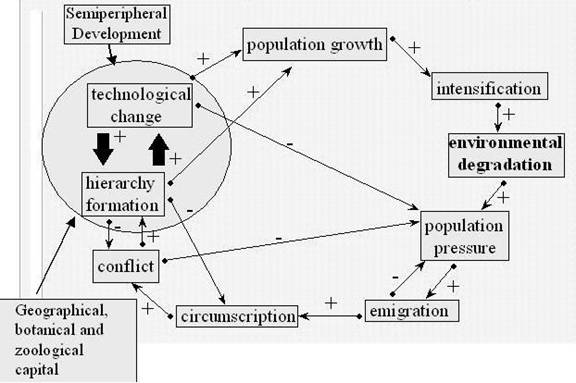 Semiperipheral
Development
+
population growth
+
technological
change
+
intensification
+
+
+
environmental
degradation
-
hierarchy
formation
-
+
-
+
-
population
pressure
conflict
-
+
+
circumscription
+
emigration
Geographical,
botanical and
zoological
capital